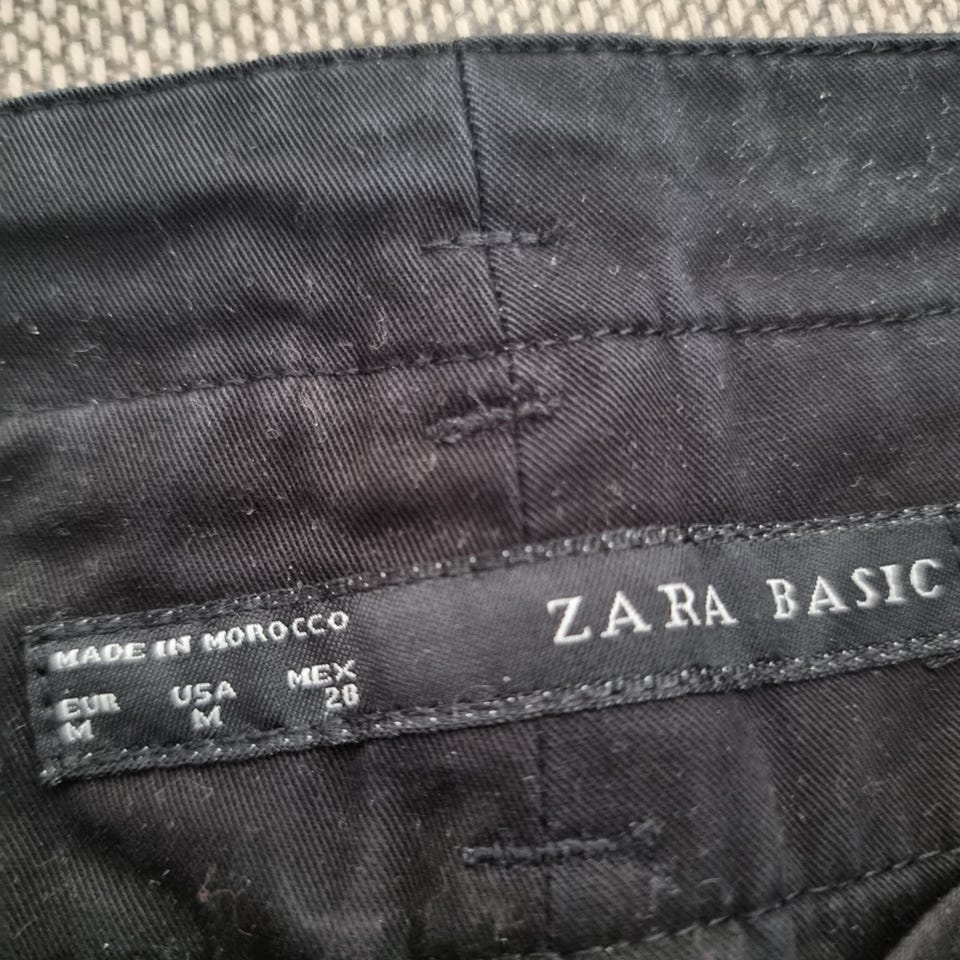 MADE IN MOROCCO
EUR USA MEX
M M 28
ZARA BASIC